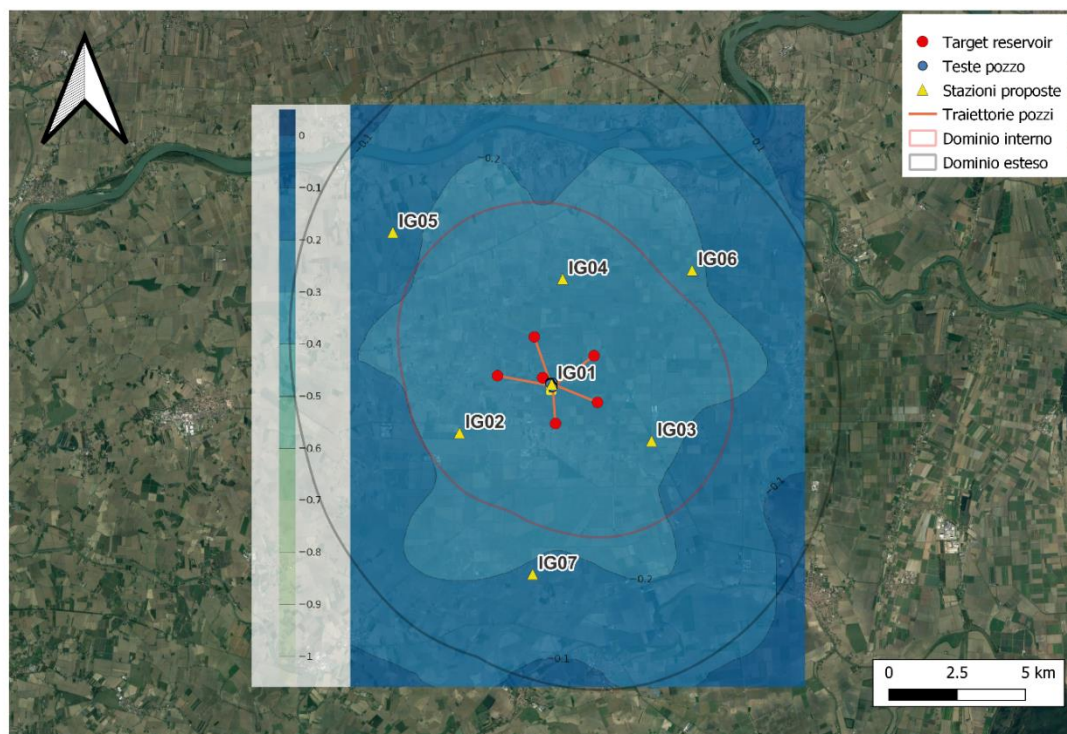 Target reservoir
Teste pozzo
Stazioni proposte
Traiettorie pozzi
Dominio interno
Dominio esteso
0
−0.1
−0.2
−0.3
−0.4
−0.5
−0.6
−0.7
−0.8
−0.9
−1
−0.1
−0.2
IG05
IG04
IG06
IG01
IG02
IG03
−0.1
IG07
−0.2
−0.1
0 2.5 5 km